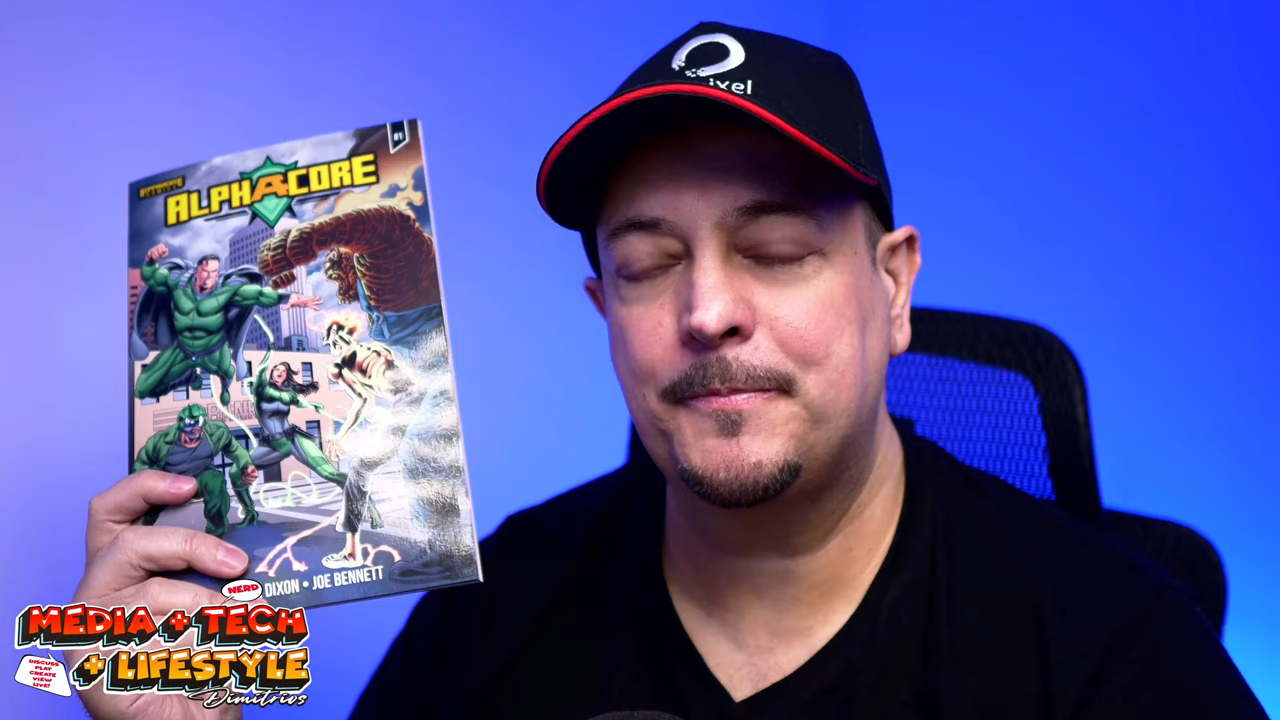 ixel
#1
ALPHACORE
DIXON • JOE BENNETT
NERD
MEDIA + TECH
+ LIFESTYLE
Dimitrios
DISCUSS
PLAY
CREATE
VIEW
LIVE!